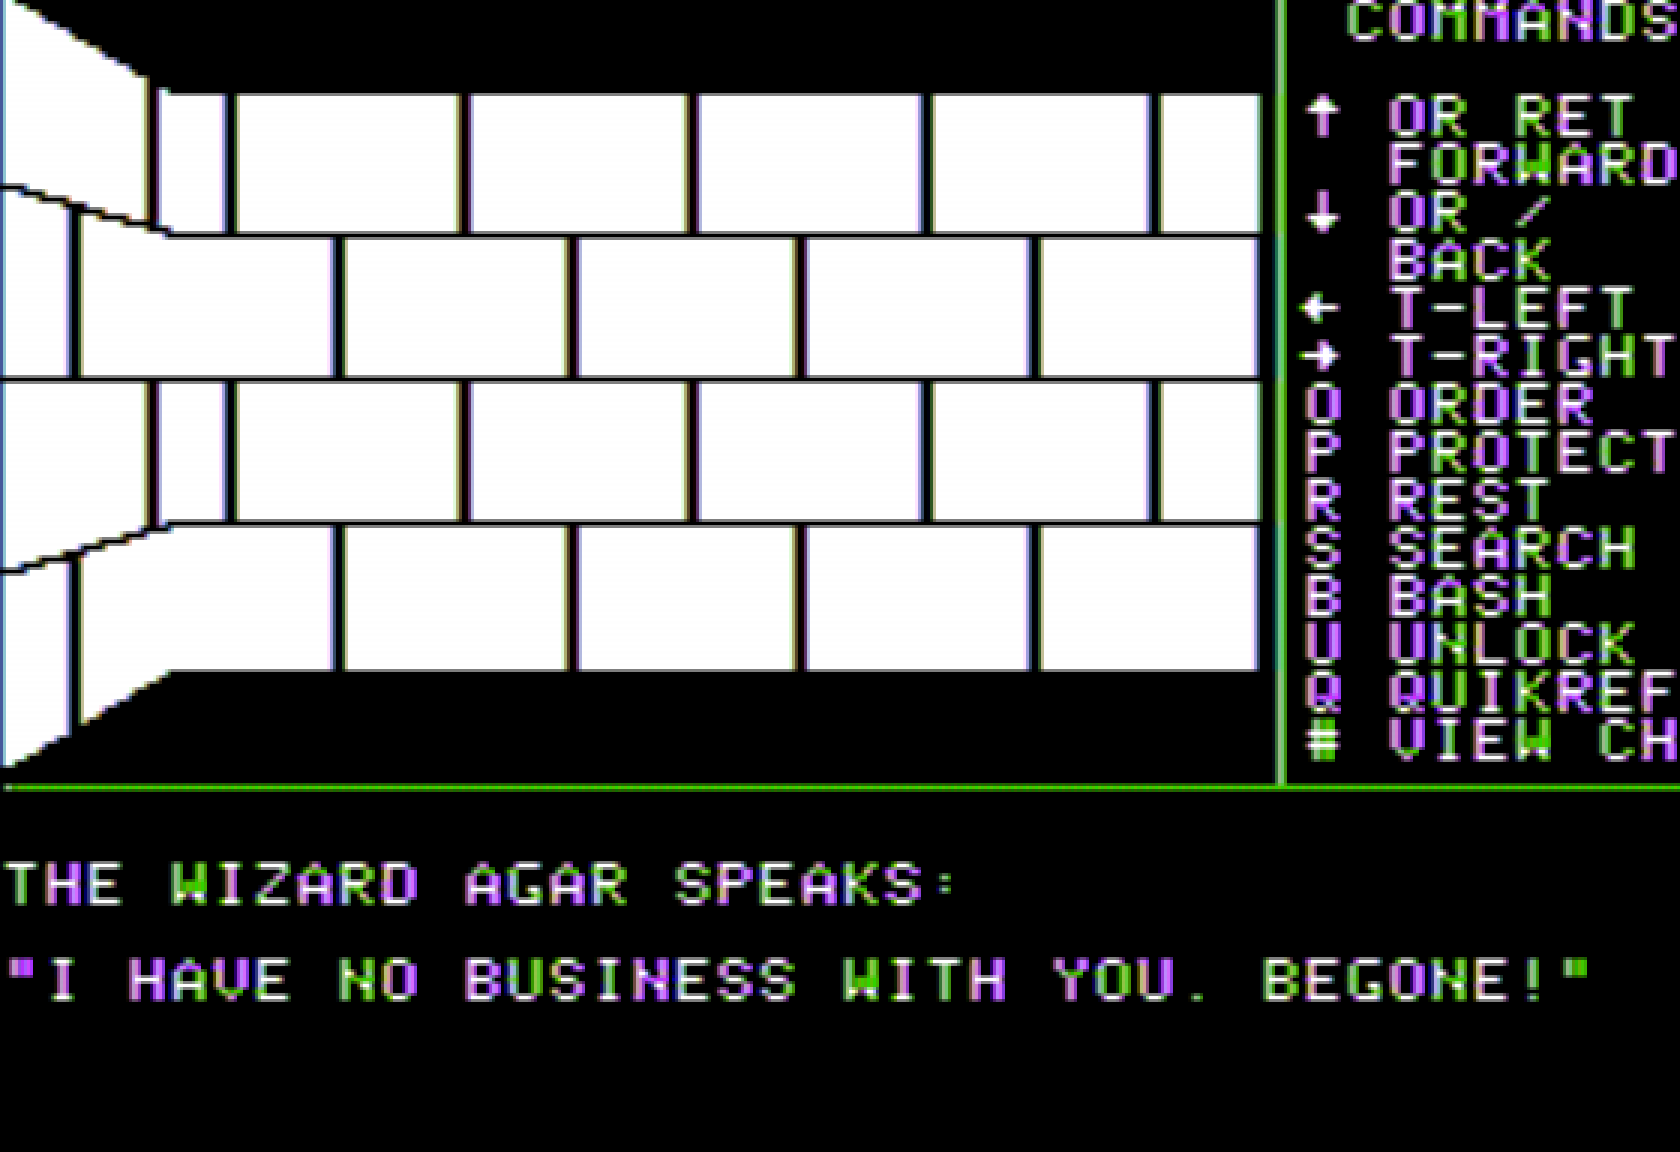 COMMANDS
↑ OR RET
FORWARD
↓ OR /
BACK
← T-LEFT
→ T-RIGHT
O ORDER
P PROTECT
R REST
S SEARCH
B BASH
U UNLOCK
Q QUIKREF
# VIEW CH
THE WIZARD AGAR SPEAKS:
"I HAVE NO BUSINESS WITH YOU. BEGONE!"